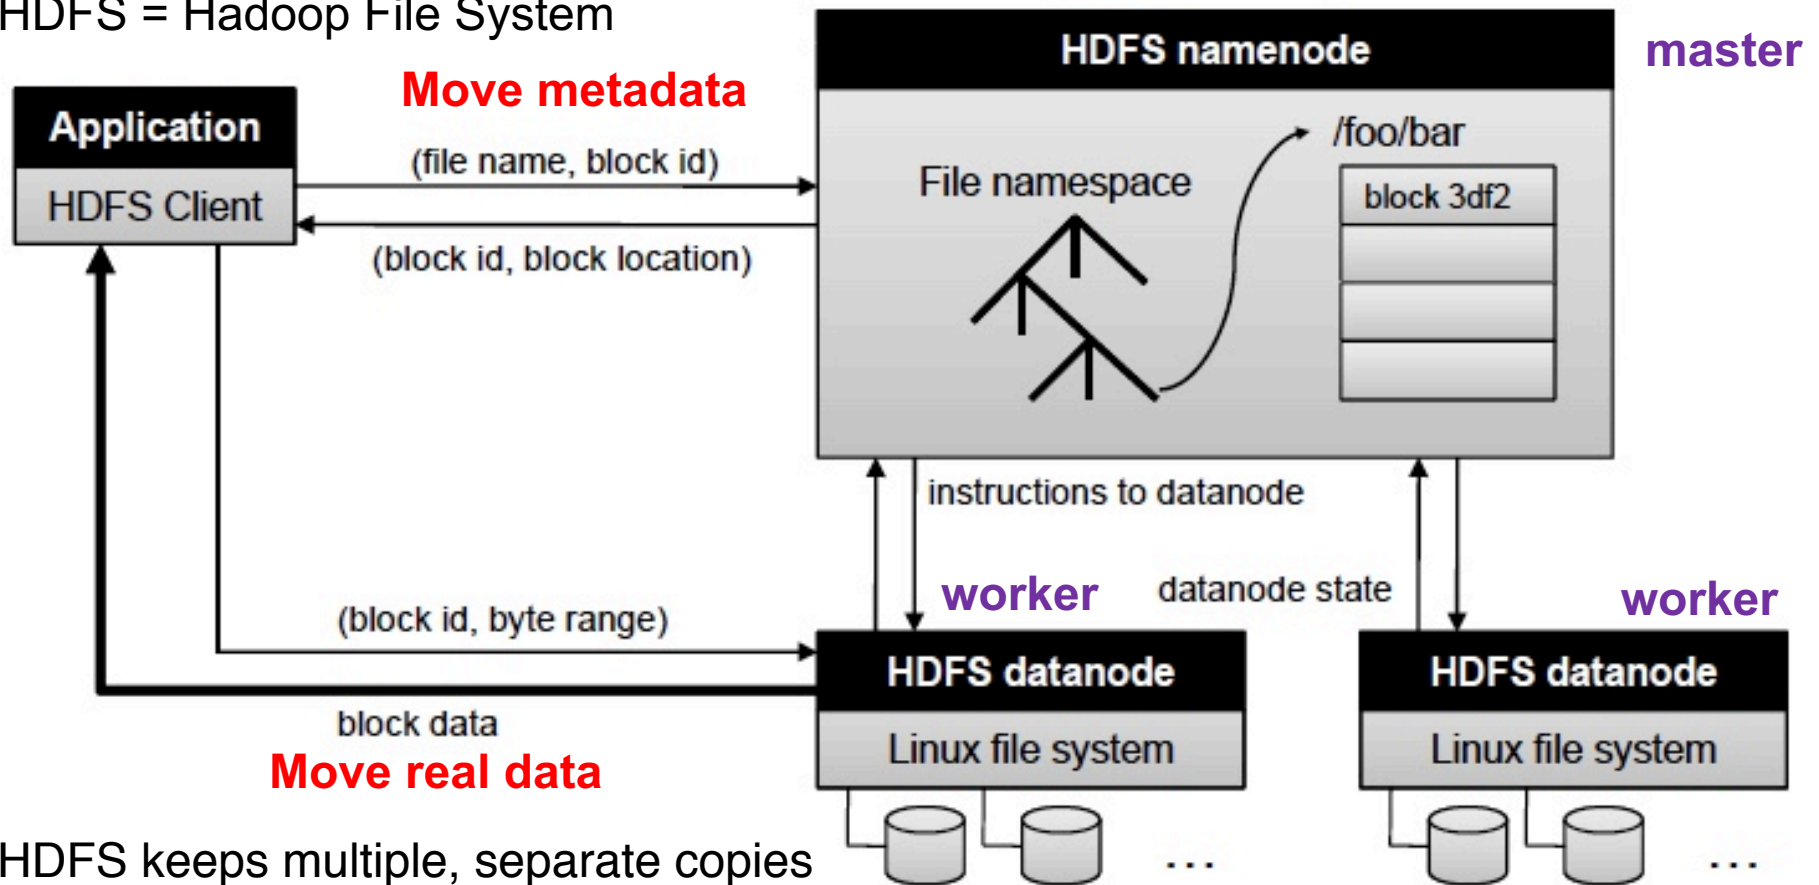 HDFS = Hadoop File System
HDFS namenode
master
Move metadata
Application
HDFS Client
(file name, block id)
(block id, block location)
File namespace
/foo/bar
block 3df2
instructions to datanode
datanode state
worker
worker
(block id, byte range)
HDFS datanode
Linux file system
HDFS datanode
Linux file system
block data
Move real data
...
...
HDFS keeps multiple, separate copies